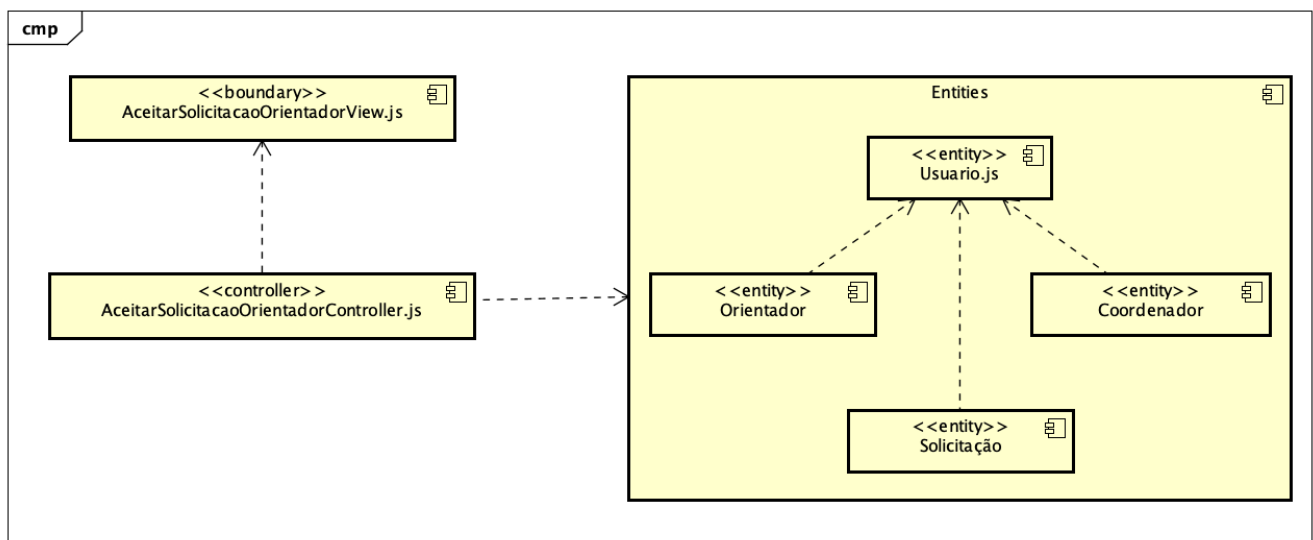 cmp
<<boundary>>
AceitarSolicitacaoOrientadorView.js
Entities
<<entity>>
Usuario.js
<<controller>>
AceitarSolicitacaoOrientadorController.js
<<entity>>
Orientador
<<entity>>
Coordenador
<<entity>>
Solicitação